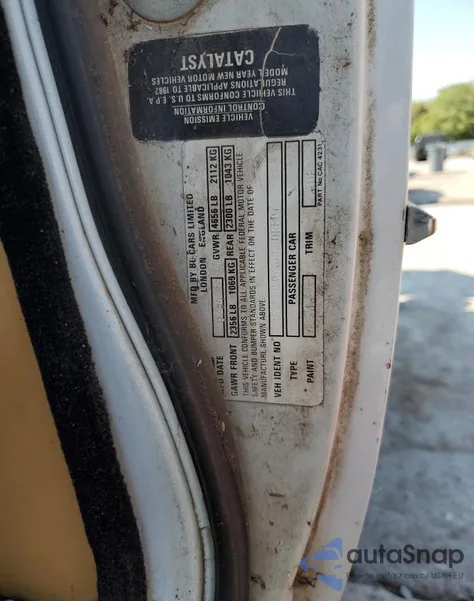 CATALYST
THIS VEHICLE CONFORMS TO U.S. E.P.A
REGULATIONS APPLICABLE TO 1982
MODEL YEAR NEW MOTOR VEHICLES
VEHICLE EMISSION
CONTROL INFORMATION
MFG BY BL CARS LIMITED
LONDON ENGLAND
DATE GVWR 4656 LB 2112 KG
GAWR FRONT 2356 LB 1069 KG REAR 2300 LB 1043 KG
THIS VEHICLE CONFORMS TO ALL APPLICABLE FEDERAL MOTOR VEHICLE
SAFETY AND BUMPER STANDARDS IN EFFECT ON THE DATE OF
MANUFACTURE SHOWN ABOVE
VEH IDENT NO
TYPE PASSENGER CAR
PAINT TRIM
PART No CAC 4231
autoSnap